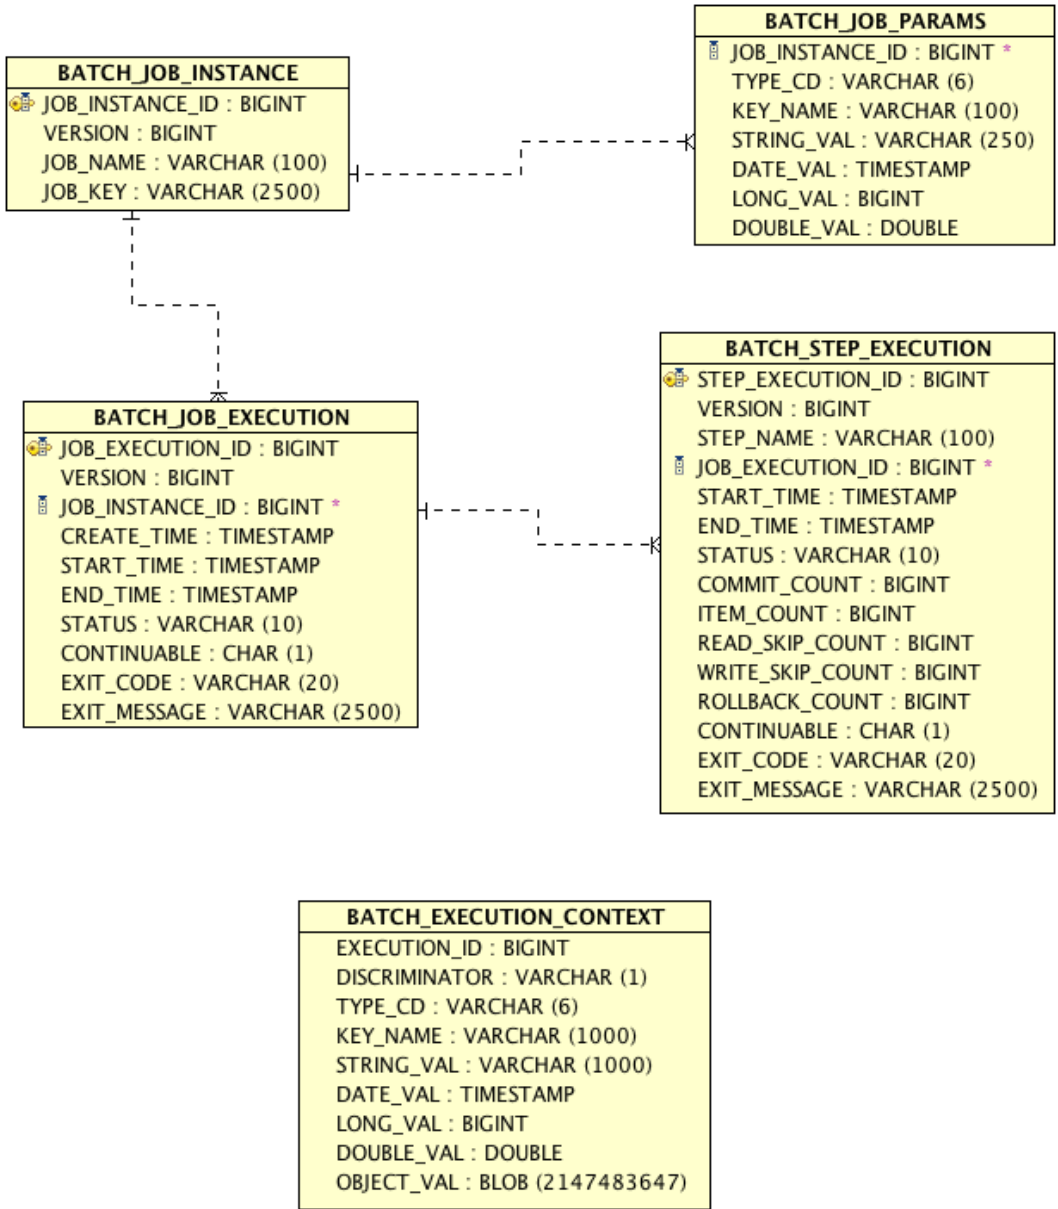 BATCH_JOB_PARAMS
JOB_INSTANCE_ID : BIGINT *
TYPE_CD : VARCHAR (6)
KEY_NAME : VARCHAR (100)
STRING_VAL : VARCHAR (250)
DATE_VAL : TIMESTAMP
LONG_VAL : BIGINT
DOUBLE_VAL : DOUBLE
BATCH_JOB_INSTANCE
JOB_INSTANCE_ID : BIGINT
VERSION : BIGINT
JOB_NAME : VARCHAR (100)
JOB_KEY : VARCHAR (2500)
BATCH_STEP_EXECUTION
STEP_EXECUTION_ID : BIGINT
VERSION : BIGINT
STEP_NAME : VARCHAR (100)
JOB_EXECUTION_ID : BIGINT *
START_TIME : TIMESTAMP
END_TIME : TIMESTAMP
STATUS : VARCHAR (10)
COMMIT_COUNT : BIGINT
ITEM_COUNT : BIGINT
READ_SKIP_COUNT : BIGINT
WRITE_SKIP_COUNT : BIGINT
ROLLBACK_COUNT : BIGINT
CONTINUABLE : CHAR (1)
EXIT_CODE : VARCHAR (20)
EXIT_MESSAGE : VARCHAR (2500)
BATCH_JOB_EXECUTION
JOB_EXECUTION_ID : BIGINT
VERSION : BIGINT
JOB_INSTANCE_ID : BIGINT *
CREATE_TIME : TIMESTAMP
START_TIME : TIMESTAMP
END_TIME : TIMESTAMP
STATUS : VARCHAR (10)
CONTINUABLE : CHAR (1)
EXIT_CODE : VARCHAR (20)
EXIT_MESSAGE : VARCHAR (2500)
BATCH_EXECUTION_CONTEXT
EXECUTION_ID : BIGINT
DISCRIMINATOR : VARCHAR (1)
TYPE_CD : VARCHAR (6)
KEY_NAME : VARCHAR (1000)
STRING_VAL : VARCHAR (1000)
DATE_VAL : TIMESTAMP
LONG_VAL : BIGINT
DOUBLE_VAL : DOUBLE
OBJECT_VAL : BLOB (2147483647)